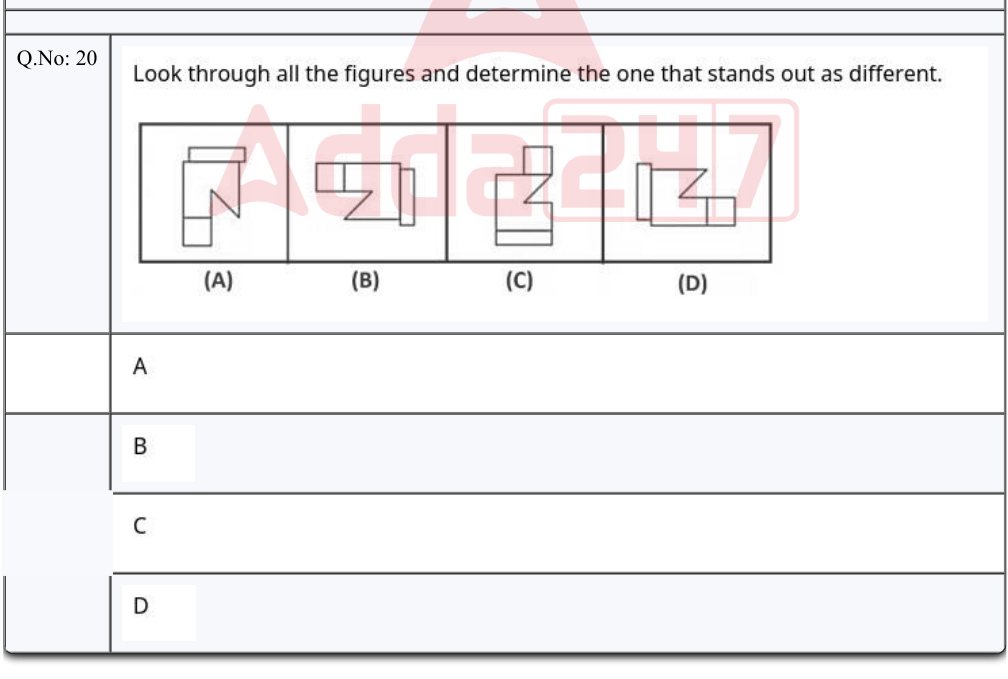 Q.No: 20
Look through all the figures and determine the one that stands out as different.
Adda247
(A) (B) (C) (D)
A
B
C
D